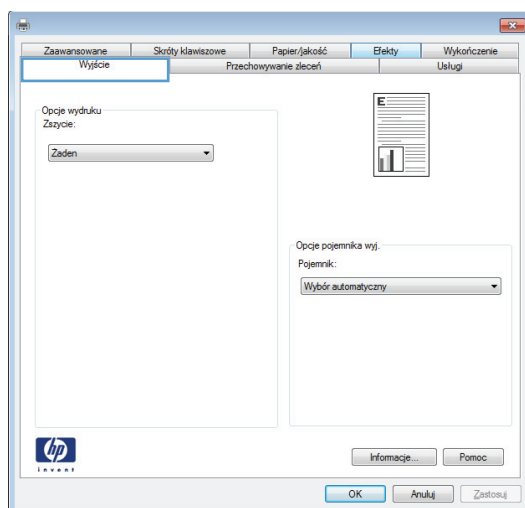 Zaawansowane Skróty klawiszowe Papier/jakość Efekty Wykończenie
Wyjście Przechowywanie zleceń Usługi
E
Opcje wydruku
Zszycie:
Żaden
Opcje pojemnika wyj.
Pojemnik:
Wybór automatyczny
hp
invent
Informacje... Pomoc
OK Anuluj Zastosuj